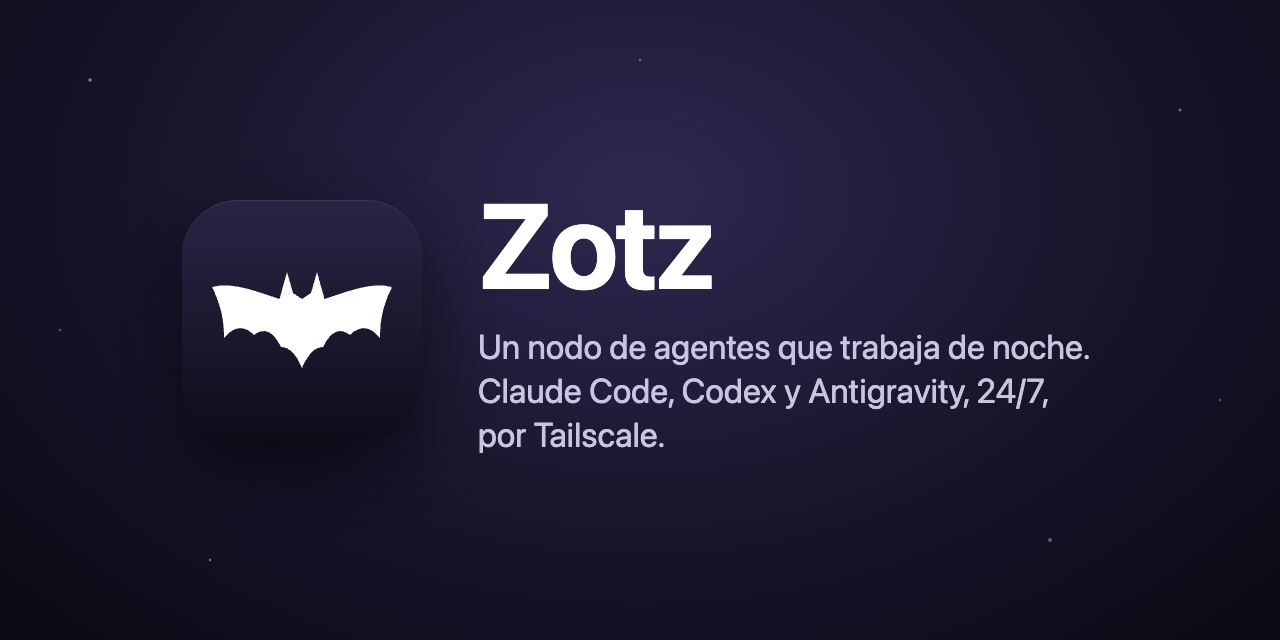 Zotz
Un nodo de agentes que trabaja de noche.
Claude Code, Codex y Antigravity, 24/7,
por Tailscale.